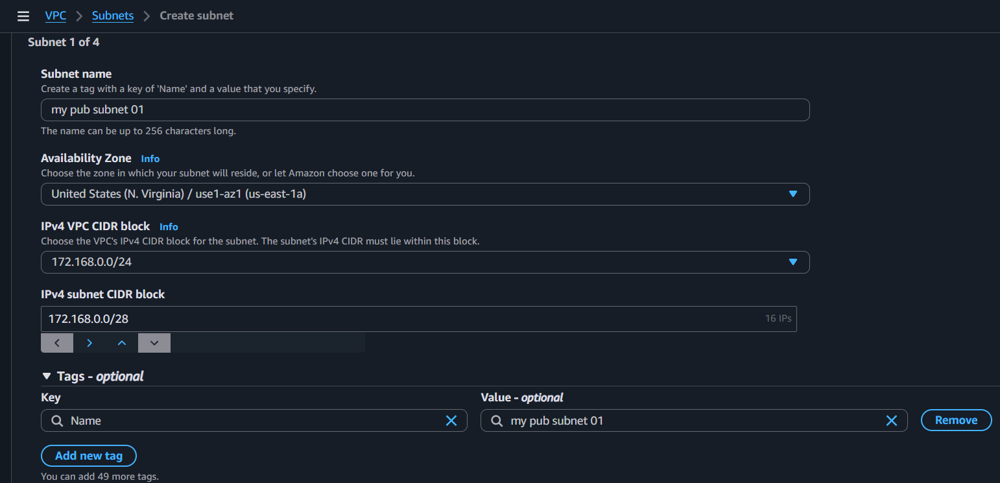 VPC > Subnets > Create subnet
Subnet 1 of 4
Subnet name
Create a tag with a key of 'Name' and a value that you specify.
my pub subnet 01
The name can be up to 256 characters long.
Availability Zone Info
Choose the zone in which your subnet will reside, or let Amazon choose one for you.
United States (N. Virginia) / use1-az1 (us-east-1a)
IPv4 VPC CIDR block Info
Choose the VPC's IPv4 CIDR block for the subnet. The subnet's IPv4 CIDR must lie within this block.
172.168.0.0/24
IPv4 subnet CIDR block
172.168.0.0/28 16 IPs
Tags - optional
Key Value - optional
Name my pub subnet 01 Remove
Add new tag
You can add 49 more tags.